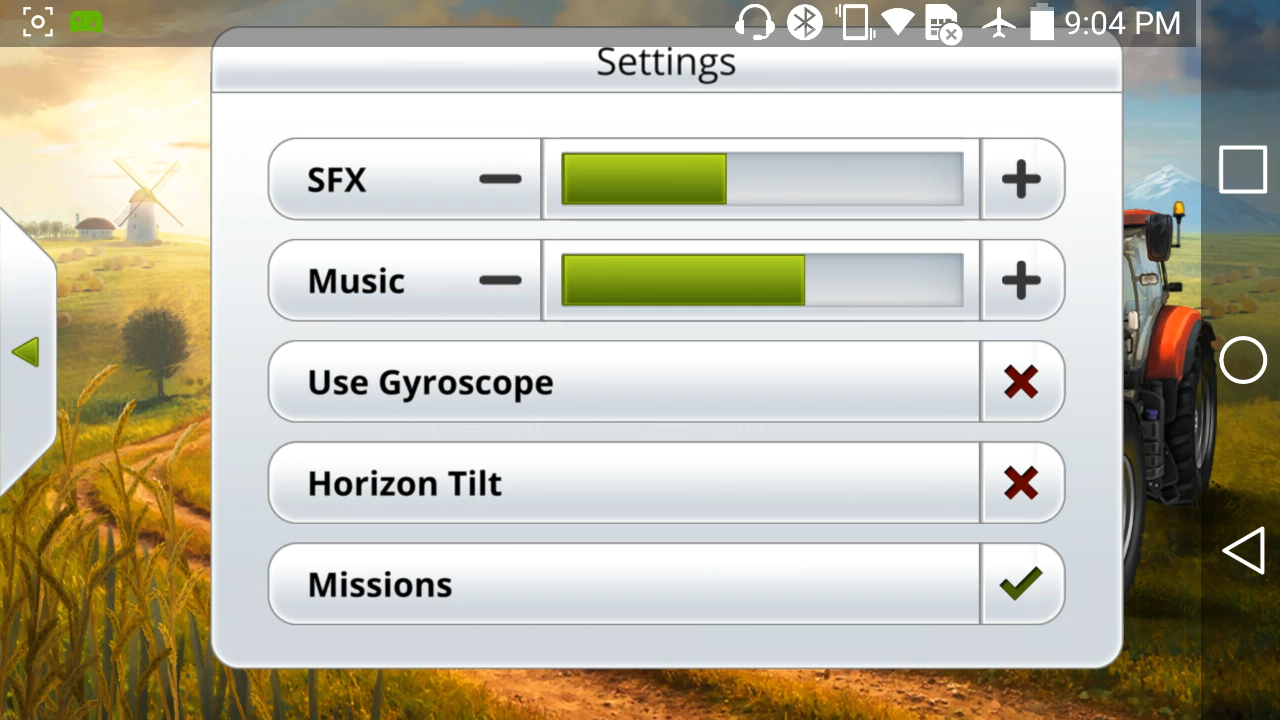 9:04 PM
Settings
SFX
Music
Use Gyroscope
Horizon Tilt
Missions